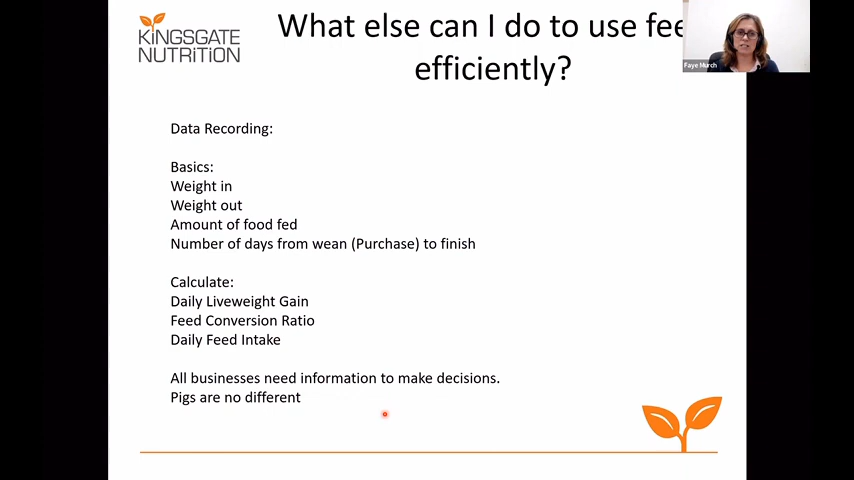 KINGSGATE
NUTRITION
What else can I do to use fee
efficiently?
Faye Murch
Data Recording:
Basics:
Weight in
Weight out
Amount of food fed
Number of days from wean (Purchase) to finish
Calculate:
Daily Liveweight Gain
Feed Conversion Ratio
Daily Feed Intake
All businesses need information to make decisions.
Pigs are no different